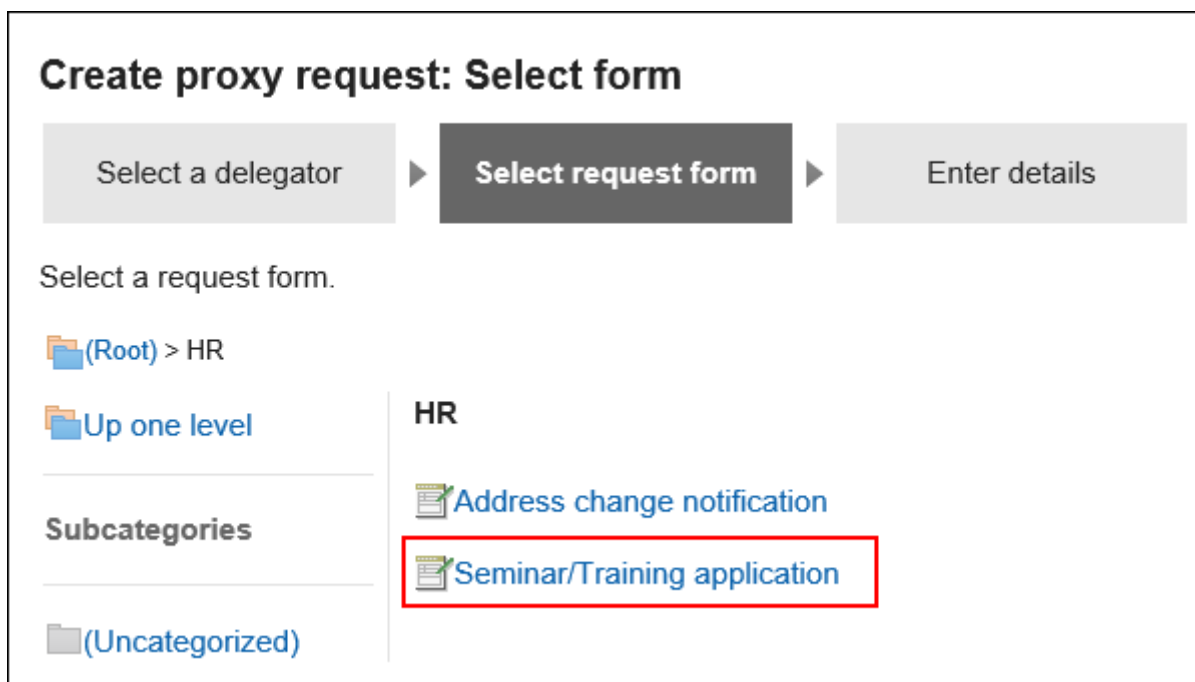 Create proxy request: Select form
Select a delegator
Select request form
Enter details
Select a request form.
(Root) > HR
Up one level
Subcategories
(Uncategorized)
HR
Address change notification
Seminar/Training application